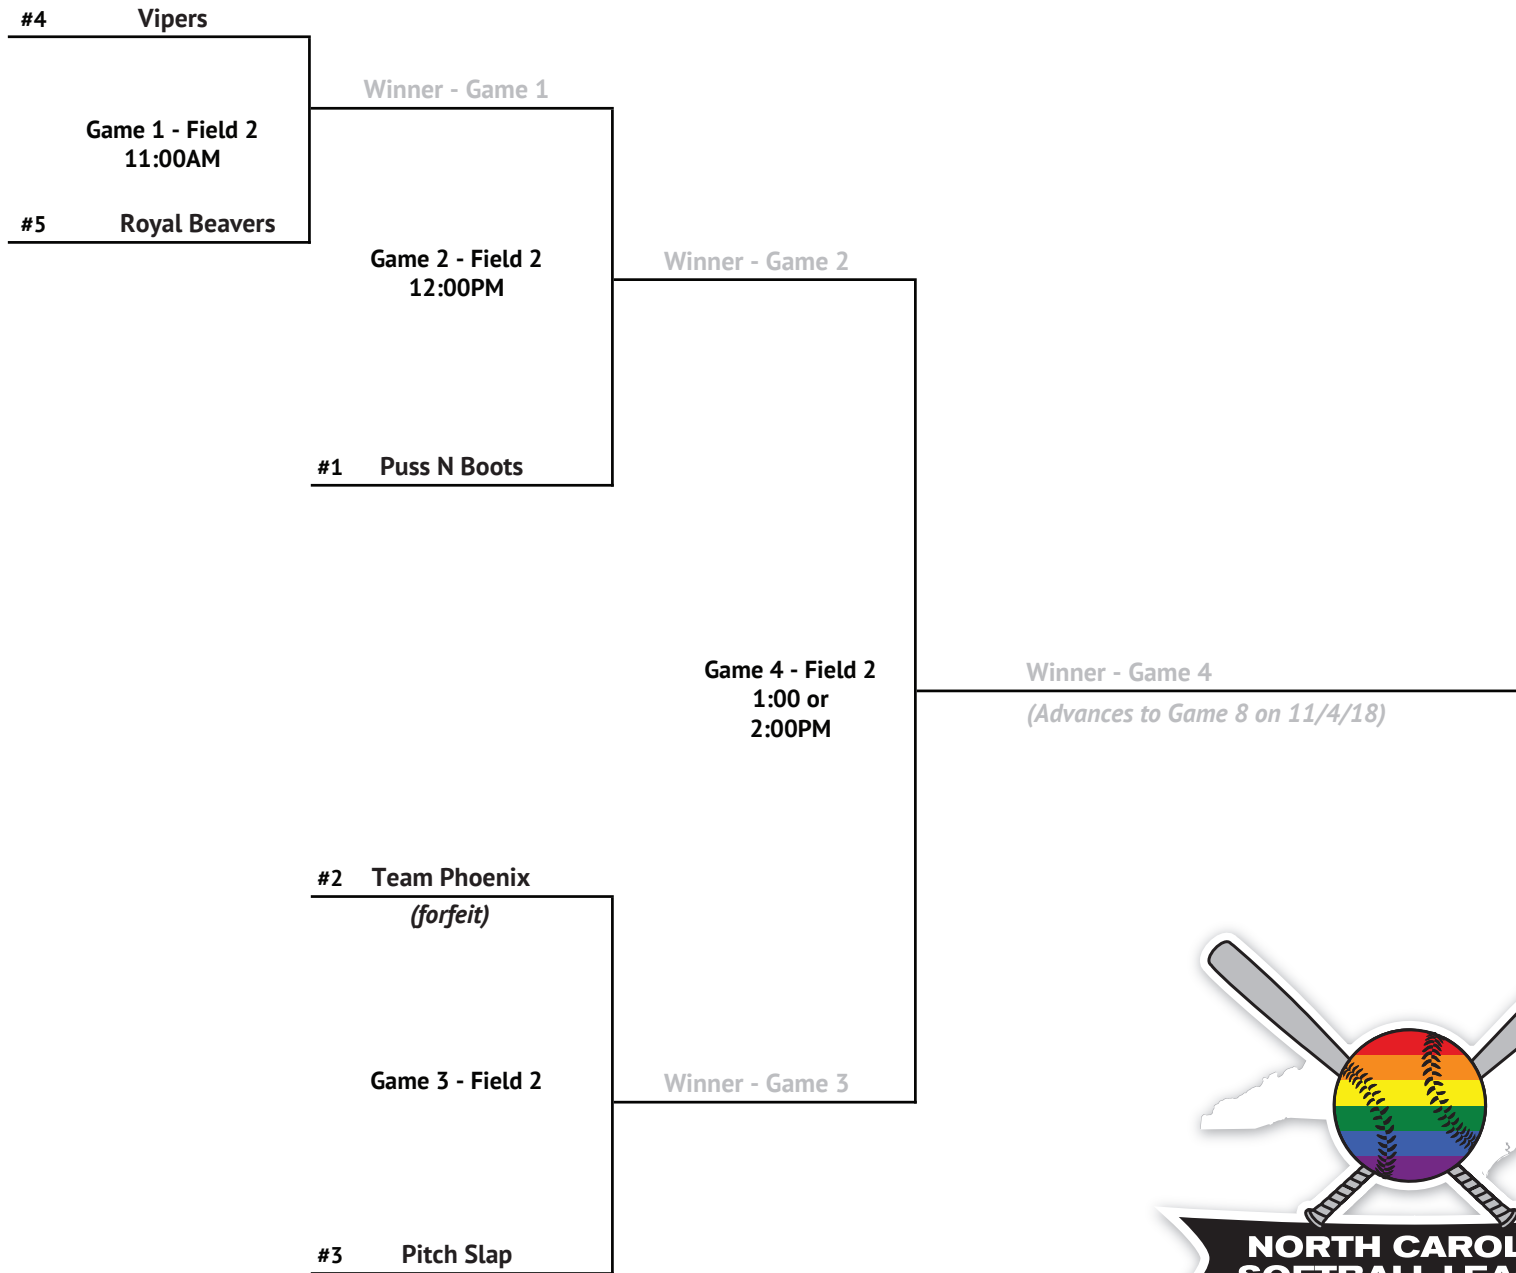 #4 Vipers
Winner - Game 1
Game 1 - Field 2
11:00AM
#5 Royal Beavers
Game 2 - Field 2
12:00PM
Winner - Game 2
#1 Puss N Boots
Game 4 - Field 2
1:00 or
2:00PM
Winner - Game 4
(Advances to Game 8 on 11/4/18)
#2 Team Phoenix
(forfeit)
Game 3 - Field 2
Winner - Game 3
#3 Pitch Slap
NORTH CAROL
SOFTBALL LEA